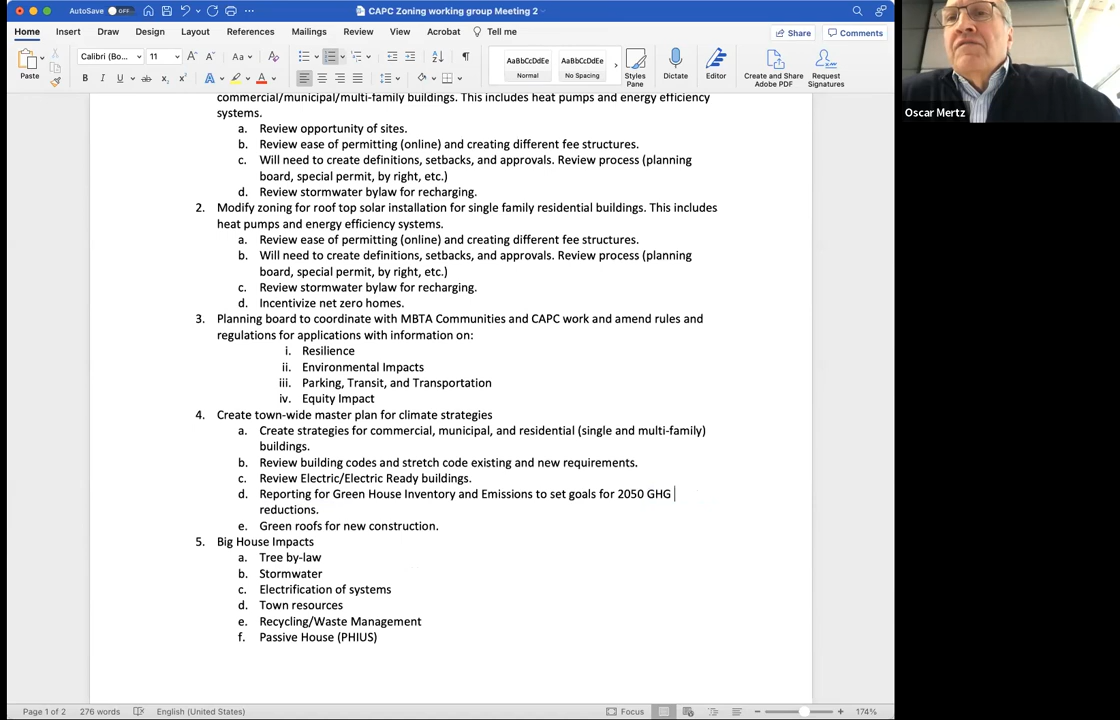 AutoSave OFF
CAPC Zoning working group Meeting 2
Home Insert Draw Design Layout References Mailings Review View Acrobat Tell me
Share Comments
Calibri (Bo... 11
Paste
AaBbCcDdEe
Normal
AaBbCcDdEe
No Spacing
Styles
Pane
Dictate
Editor
Create and Share
Adobe PDF
Request
Signatures
Oscar Mertz
commercial/municipal/multi-family buildings. This includes heat pumps and energy efficiency
systems.
a. Review opportunity of sites.
b. Review ease of permitting (online) and creating different fee structures.
c. Will need to create definitions, setbacks, and approvals. Review process (planning
board, special permit, by right, etc.)
d. Review stormwater bylaw for recharging.
2. Modify zoning for roof top solar installation for single family residential buildings. This includes
heat pumps and energy efficiency systems.
a. Review ease of permitting (online) and creating different fee structures.
b. Will need to create definitions, setbacks, and approvals. Review process (planning
board, special permit, by right, etc.)
c. Review stormwater bylaw for recharging.
d. Incentivize net zero homes.
3. Planning board to coordinate with MBTA Communities and CAPC work and amend rules and
regulations for applications with information on:
i. Resilience
ii. Environmental Impacts
iii. Parking, Transit, and Transportation
iv. Equity Impact
4. Create town-wide master plan for climate strategies
a. Create strategies for commercial, municipal, and residential (single and multi-family)
buildings.
b. Review building codes and stretch code existing and new requirements.
c. Review Electric/Electric Ready buildings.
d. Reporting for Green House Inventory and Emissions to set goals for 2050 GHG
reductions.
e. Green roofs for new construction.
5. Big House Impacts
a. Tree by-law
b. Stormwater
c. Electrification of systems
d. Town resources
e. Recycling/Waste Management
f. Passive House (PHIUS)
Page 1 of 2 276 words English (United States) Focus 174%